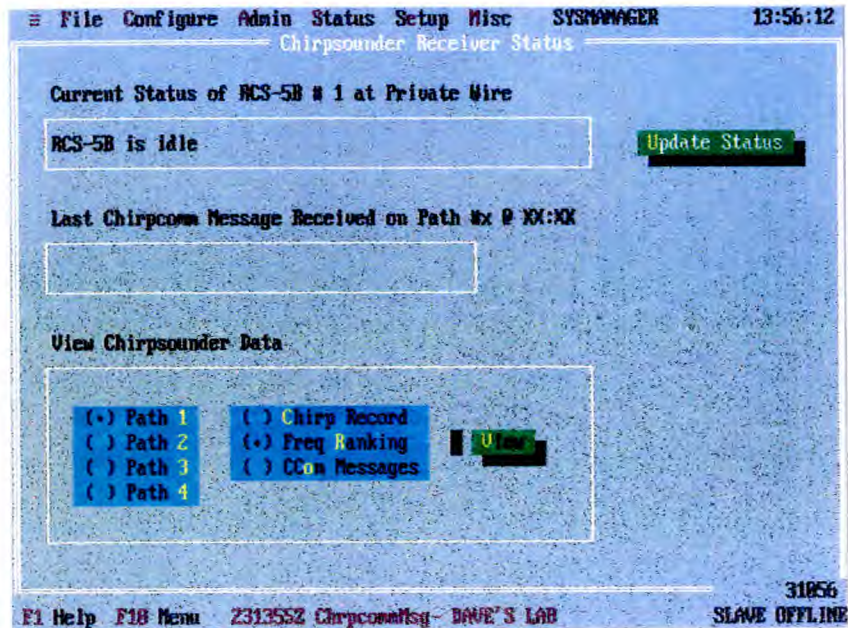 ≡ File Configure Admin Status Setup Misc SYSMANAGER 13:56:12
Chirpsounder Receiver Status
Current Status of RCS-5B # 1 at Private Wire
RCS-5B is idle
Update Status
Last Chirpcomm Message Received on Path #x @ XX:XX
View Chirpsounder Data
(•) Path 1
( ) Path 2
( ) Path 3
( ) Path 4
( ) Chirp Record
(•) Freq Ranking
( ) CCom Messages
View
31056
F1 Help F10 Menu 231355Z ChrpcommMsg- DAVE'S LAB SLAVE OFFLINE